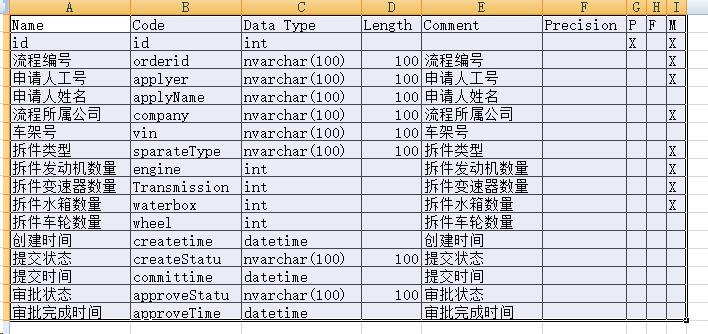 A B C D E F G H I
Name Code Data Type Length Comment Precision P F M
id id int X X
流程编号 orderid nvarchar(100) 100 流程编号 X
申请人工号 applyer nvarchar(100) 100 申请人工号 X
申请人姓名 applyName nvarchar(100) 100 申请人姓名
流程所属公司 company nvarchar(100) 100 流程所属公司 X
车架号 vin nvarchar(100) 100 车架号
拆件类型 sparateType nvarchar(100) 100 拆件类型 X
拆件发动机数量 engine int 拆件发动机数量 X
拆件变速器数量 Transmission int 拆件变速器数量 X
拆件水箱数量 waterbox int 拆件水箱数量 X
拆件车轮数量 wheel int 拆件车轮数量
创建时间 createtime datetime 创建时间
提交状态 createStatu nvarchar(100) 100 提交状态
提交时间 committime datetime 提交时间
审批状态 approveStatu nvarchar(100) 100 审批状态
审批完成时间 approveTime datetime 审批完成时间